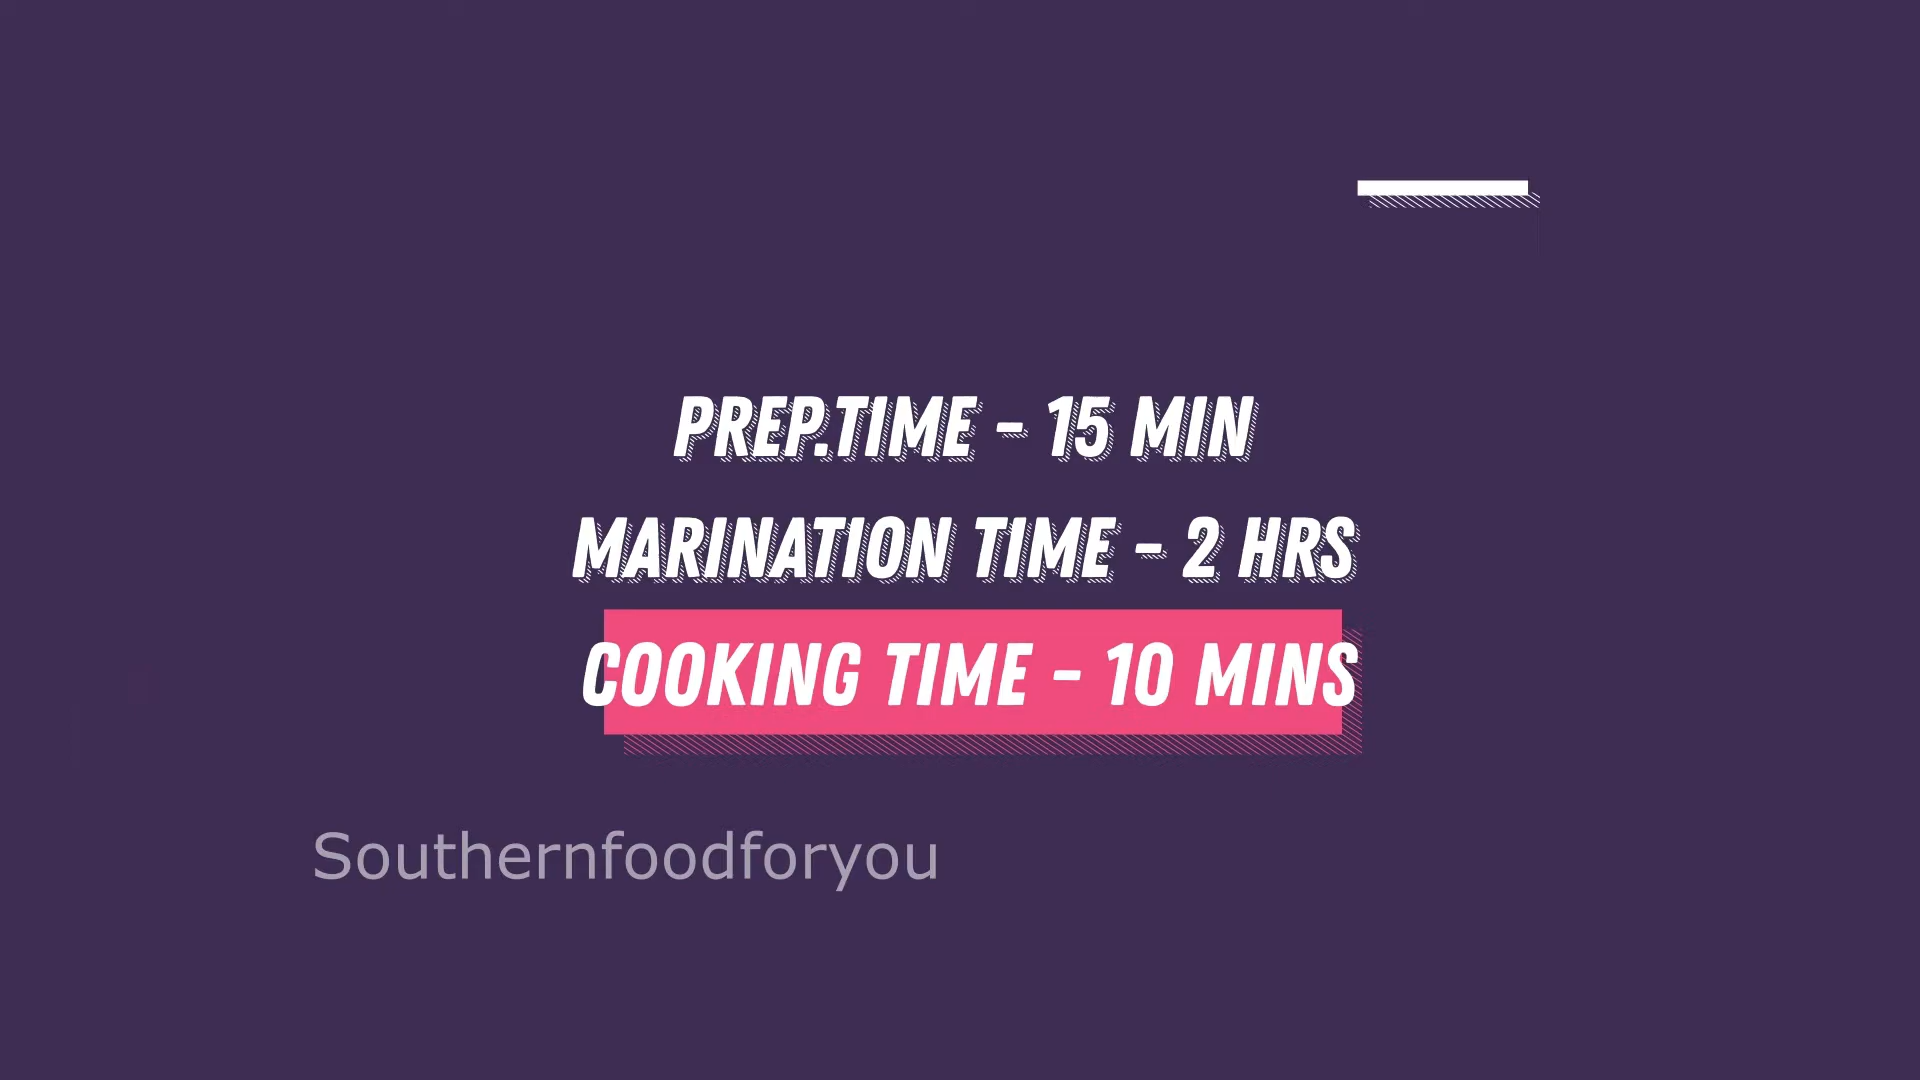 PREP.TIME - 15 MIN
MARINATION TIME - 2 HRS
COOKING TIME - 10 MINS
Southernfoodforyou